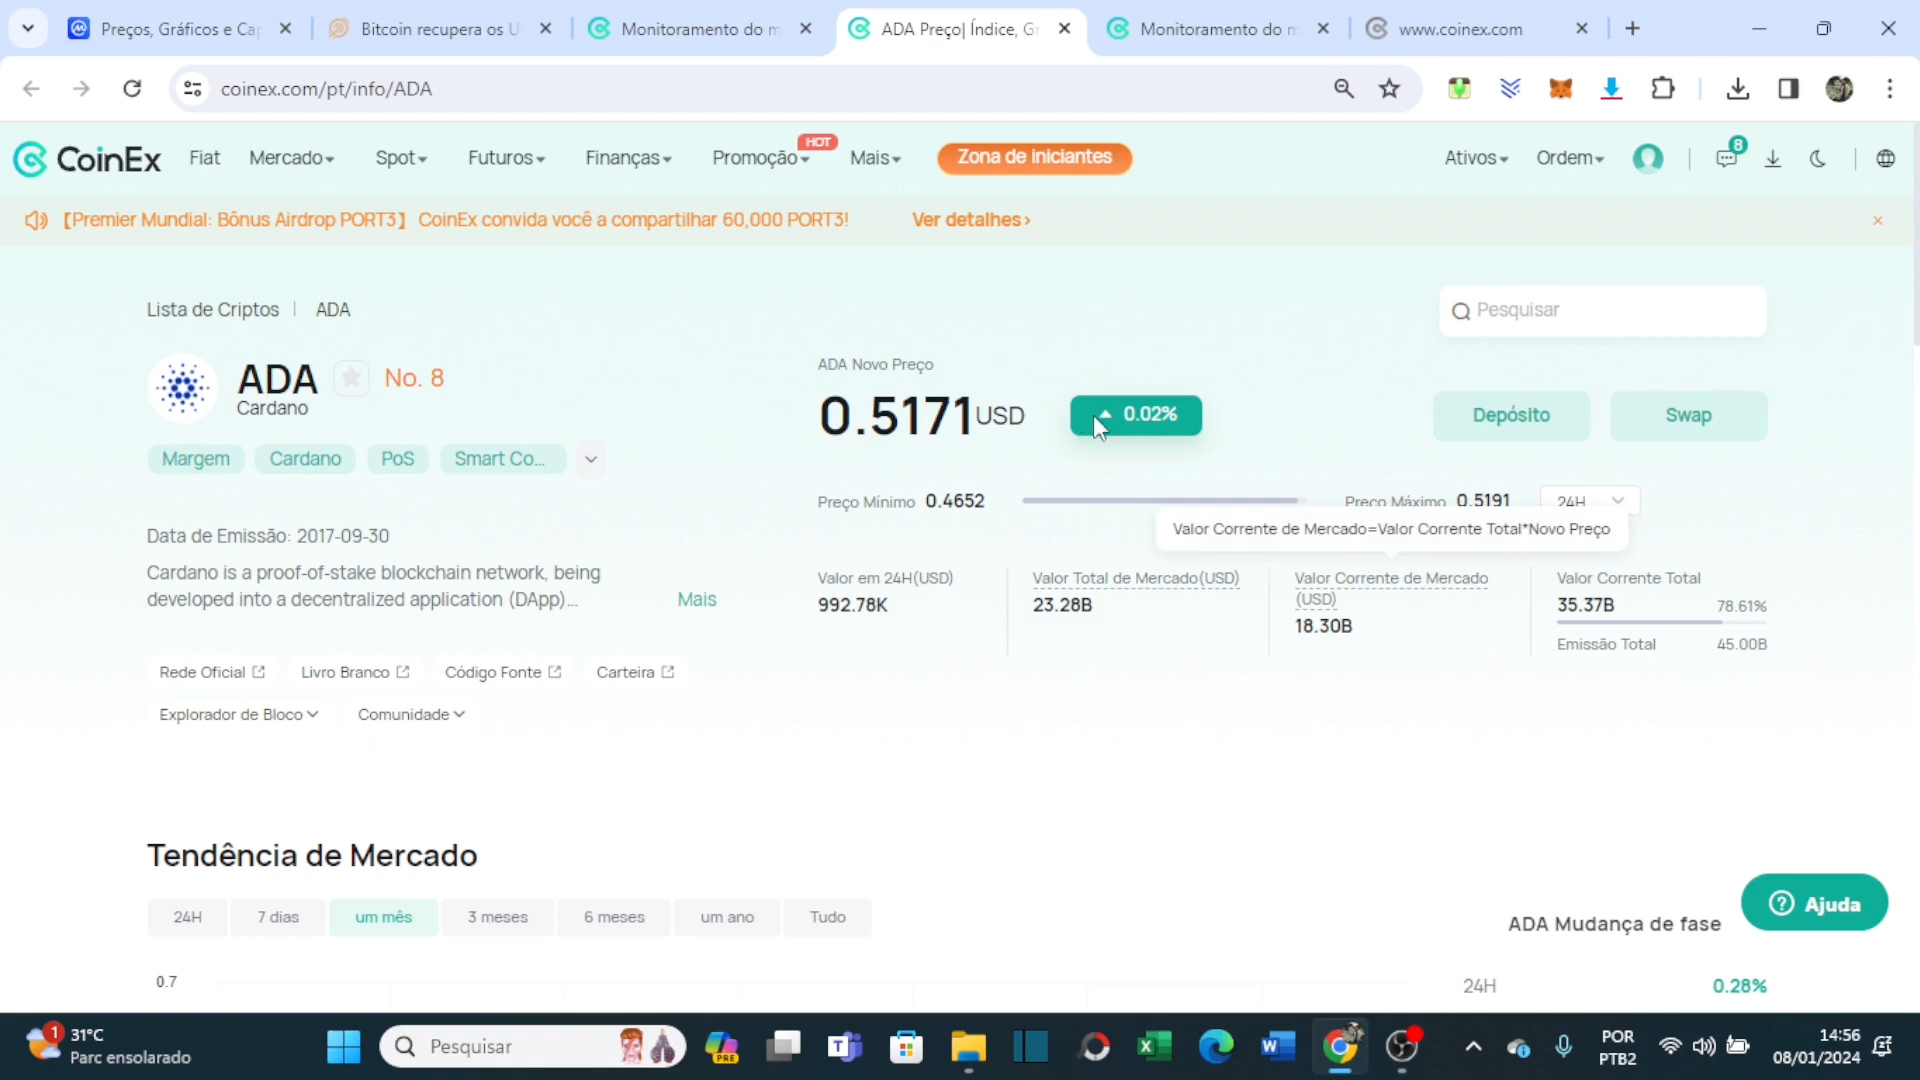 Preços, Gráficos e Cap
Bitcoin recupera os U
Monitoramento do m
ADA Preço| Índice, Gr
Monitoramento do m
www.coinex.com
coinex.com/pt/info/ADA
CoinEx
Fiat
Mercado
Spot
Futuros
Finanças
Promoção
HOT
Mais
Zona de iniciantes
Ativos
Ordem
8
【Premier Mundial: Bônus Airdrop PORT3】 CoinEx convida você a compartilhar 60,000 PORT3!
Ver detalhes
Lista de Criptos | ADA
Pesquisar
ADA
No. 8
Cardano
Margem
Cardano
PoS
Smart Co...
ADA Novo Preço
0.5171 USD
0.02%
Depósito
Swap
Preço Mínimo 0.4652
Preço Máximo 0.5191
24H
Valor Corrente de Mercado=Valor Corrente Total*Novo Preço
Data de Emissão: 2017-09-30
Cardano is a proof-of-stake blockchain network, being
developed into a decentralized application (DApp)...
Mais
Valor em 24H(USD)
992.78K
Valor Total de Mercado(USD)
23.28B
Valor Corrente de Mercado
(USD)
18.30B
Valor Corrente Total
35.37B
78.61%
Emissão Total
45.00B
Rede Oficial
Livro Branco
Código Fonte
Carteira
Explorador de Bloco
Comunidade
Tendência de Mercado
24H
7 dias
um mês
3 meses
6 meses
um ano
Tudo
ADA Mudança de fase
Ajuda
0.7
24H
0.28%
1
31°C
Parc ensolarado
Pesquisar
PRE
POR
PTB2
14:56
08/01/2024